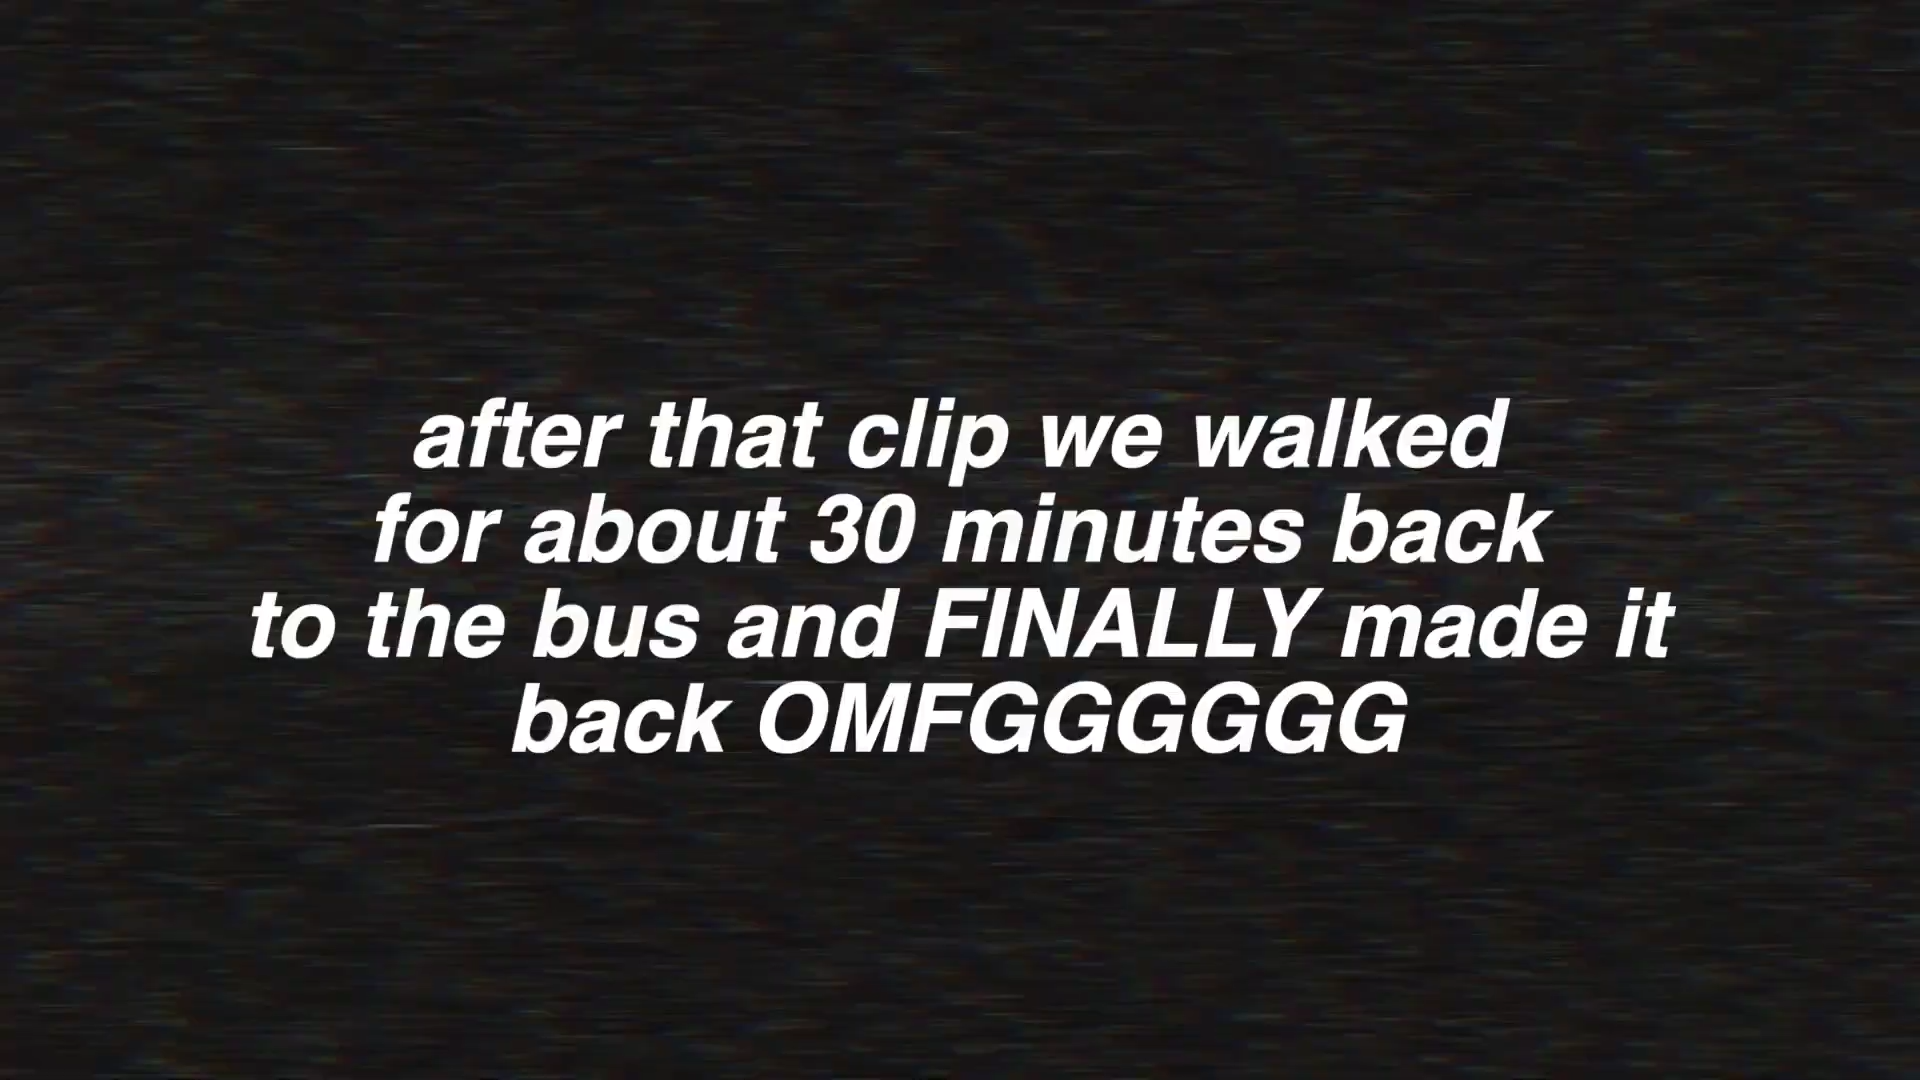 after that clip we walked
for about 30 minutes back
to the bus and FINALLY made it
back OMFGGGGGG